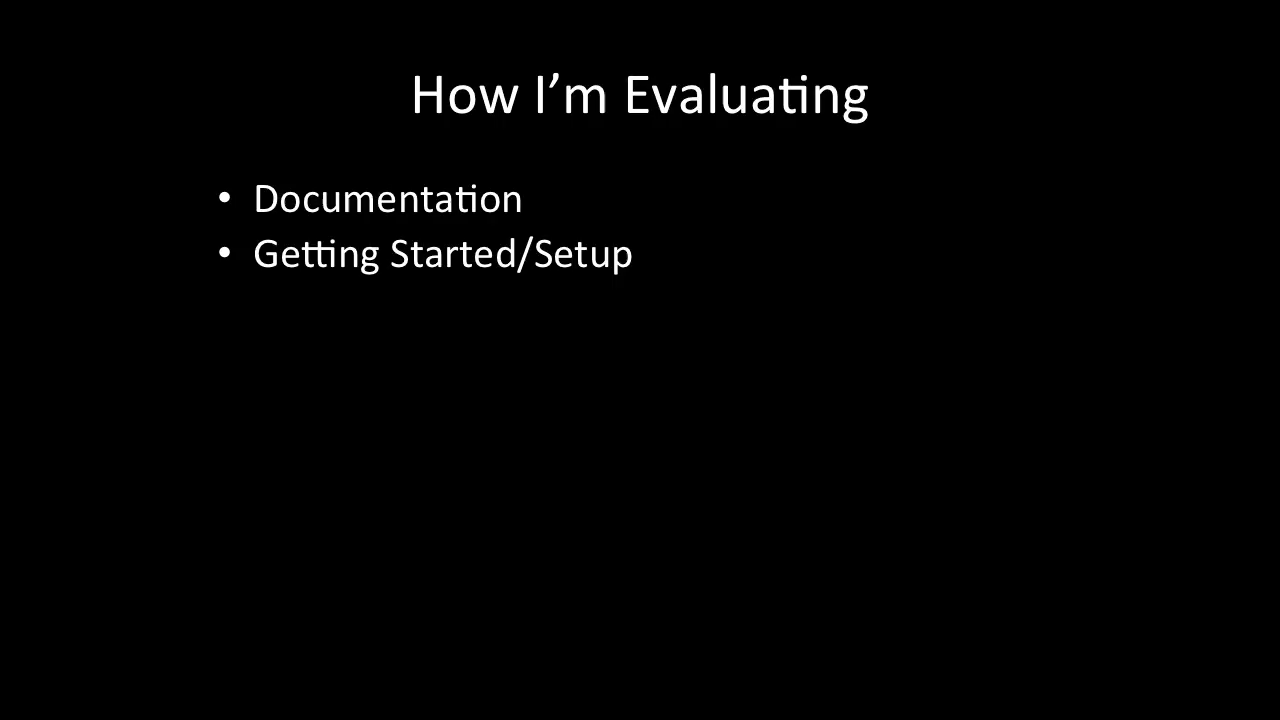 How I’m Evaluating
• Documentation
• Getting Started/Setup